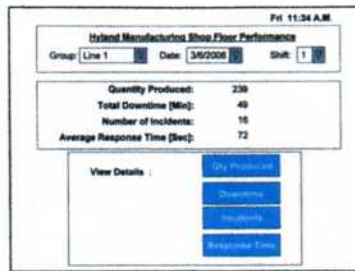 Fri 11:34 A.M.
Hyland Manufacturing Shop Floor Performance
Group: Line 1 Date: 3/6/2008 Shift: 1
Quantity Produced: 239
Total Downtime [Min]: 49
Number of Incidents: 16
Average Response Time [Sec]: 72
View Details :
Qty Produced
Downtime
Incidents
Response Time